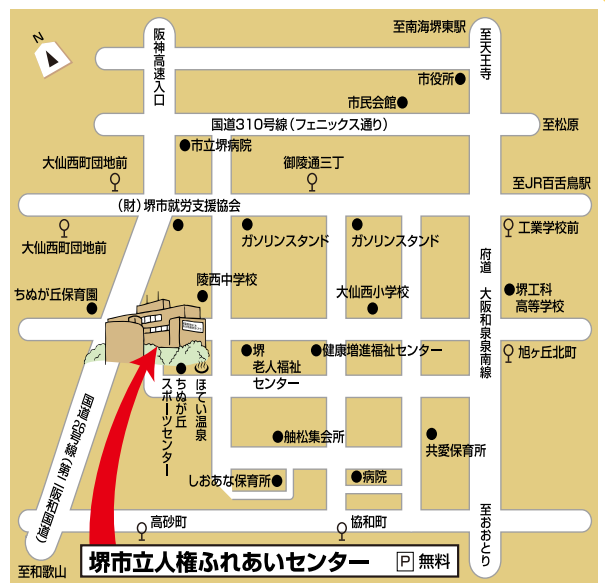 N
阪神高速入口
至南海堺東駅
至天王寺
市役所
市民会館
国道310号線(フェニックス通り)
至松原
市立堺病院
大仙西町団地前
御陵通三丁
至JR百舌鳥駅
(財)堺市就労支援協会
大仙西町団地前
ガソリンスタンド
ガソリンスタンド
工業学校前
府道 大阪和泉泉南線
陵西中学校
ちぬが丘保育園
大仙西小学校
堺工科
高等学校
堺
老人福祉
センター
健康増進福祉センター
旭ヶ丘北町
ほてい温泉
ちぬが丘
スポーツセンター
国道26号線(第二阪和国道)
舳松集会所
共愛保育所
しおあな保育所
病院
高砂町
協和町
至おおとり
至和歌山
堺市立人権ふれあいセンター P 無料